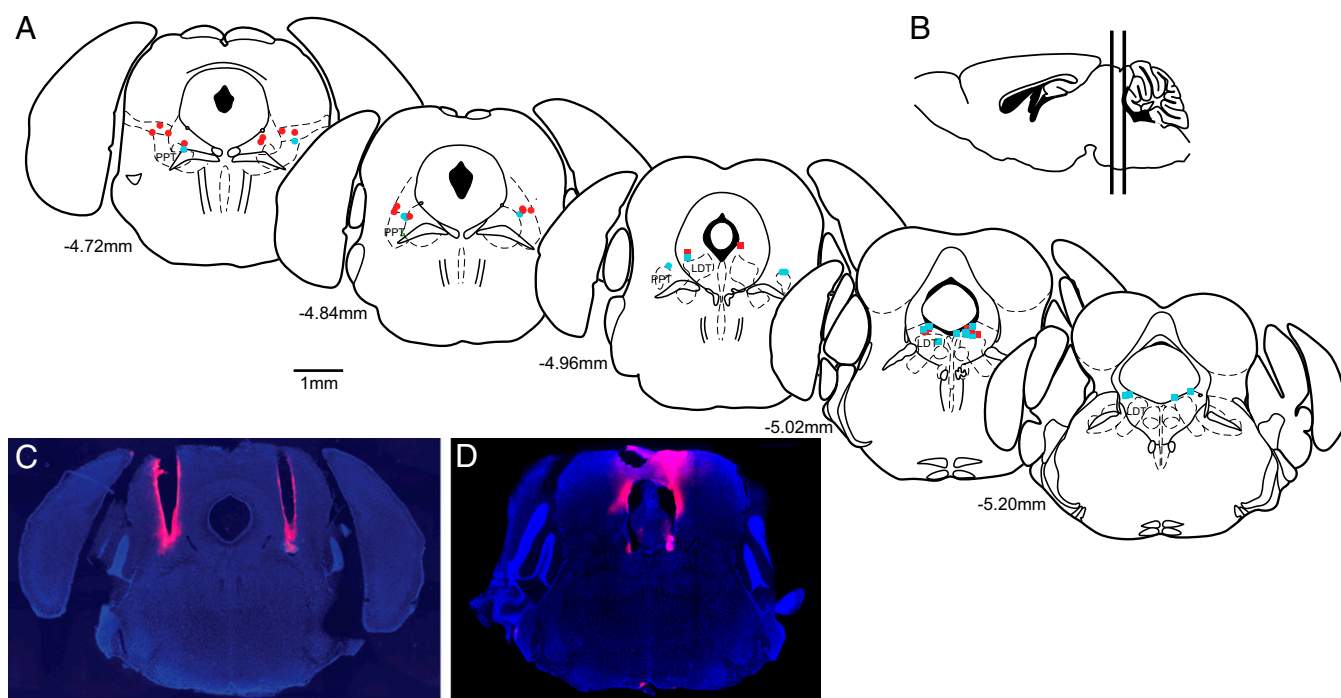 A
B
PPT
-4.72mm
PPT
-4.84mm
1mm
PPT
LDT
-4.96mm
LDT
-5.02mm
LDT
-5.20mm
C
D